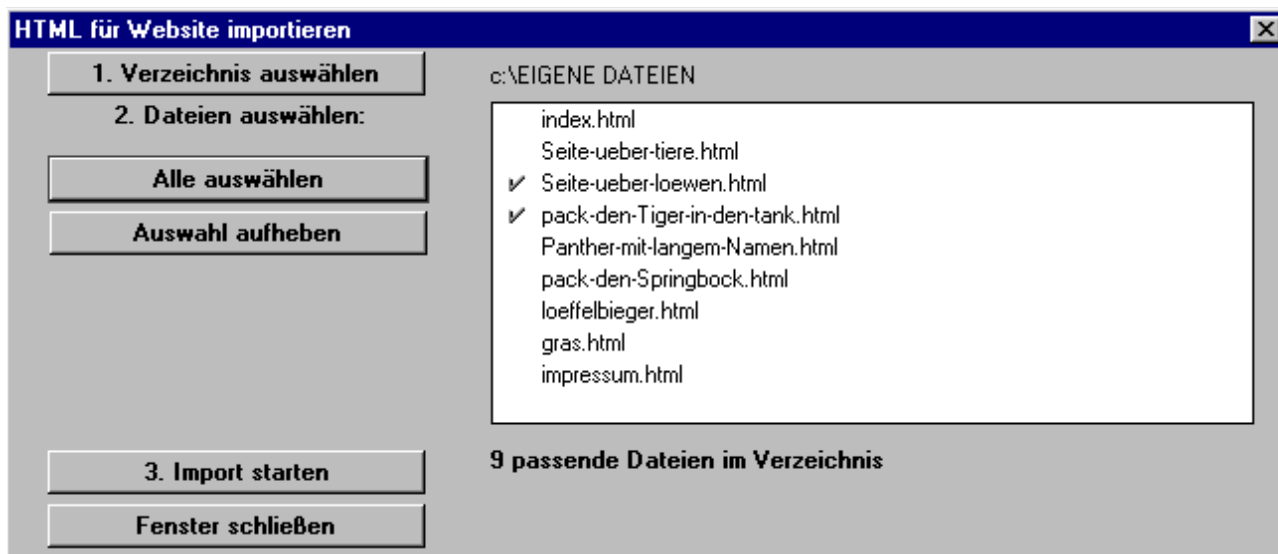 HTML für Website importieren
1. Verzeichnis auswählen
c:\EIGENE DATEIEN
2. Dateien auswählen:
Alle auswählen
Auswahl aufheben
index.html
Seite-ueber-tiere.html
Seite-ueber-loewen.html
pack-den-Tiger-in-den-tank.html
Panther-mit-langem-Namen.html
pack-den-Springbock.html
loeffelbieger.html
gras.html
impressum.html
3. Import starten
9 passende Dateien im Verzeichnis
Fenster schließen